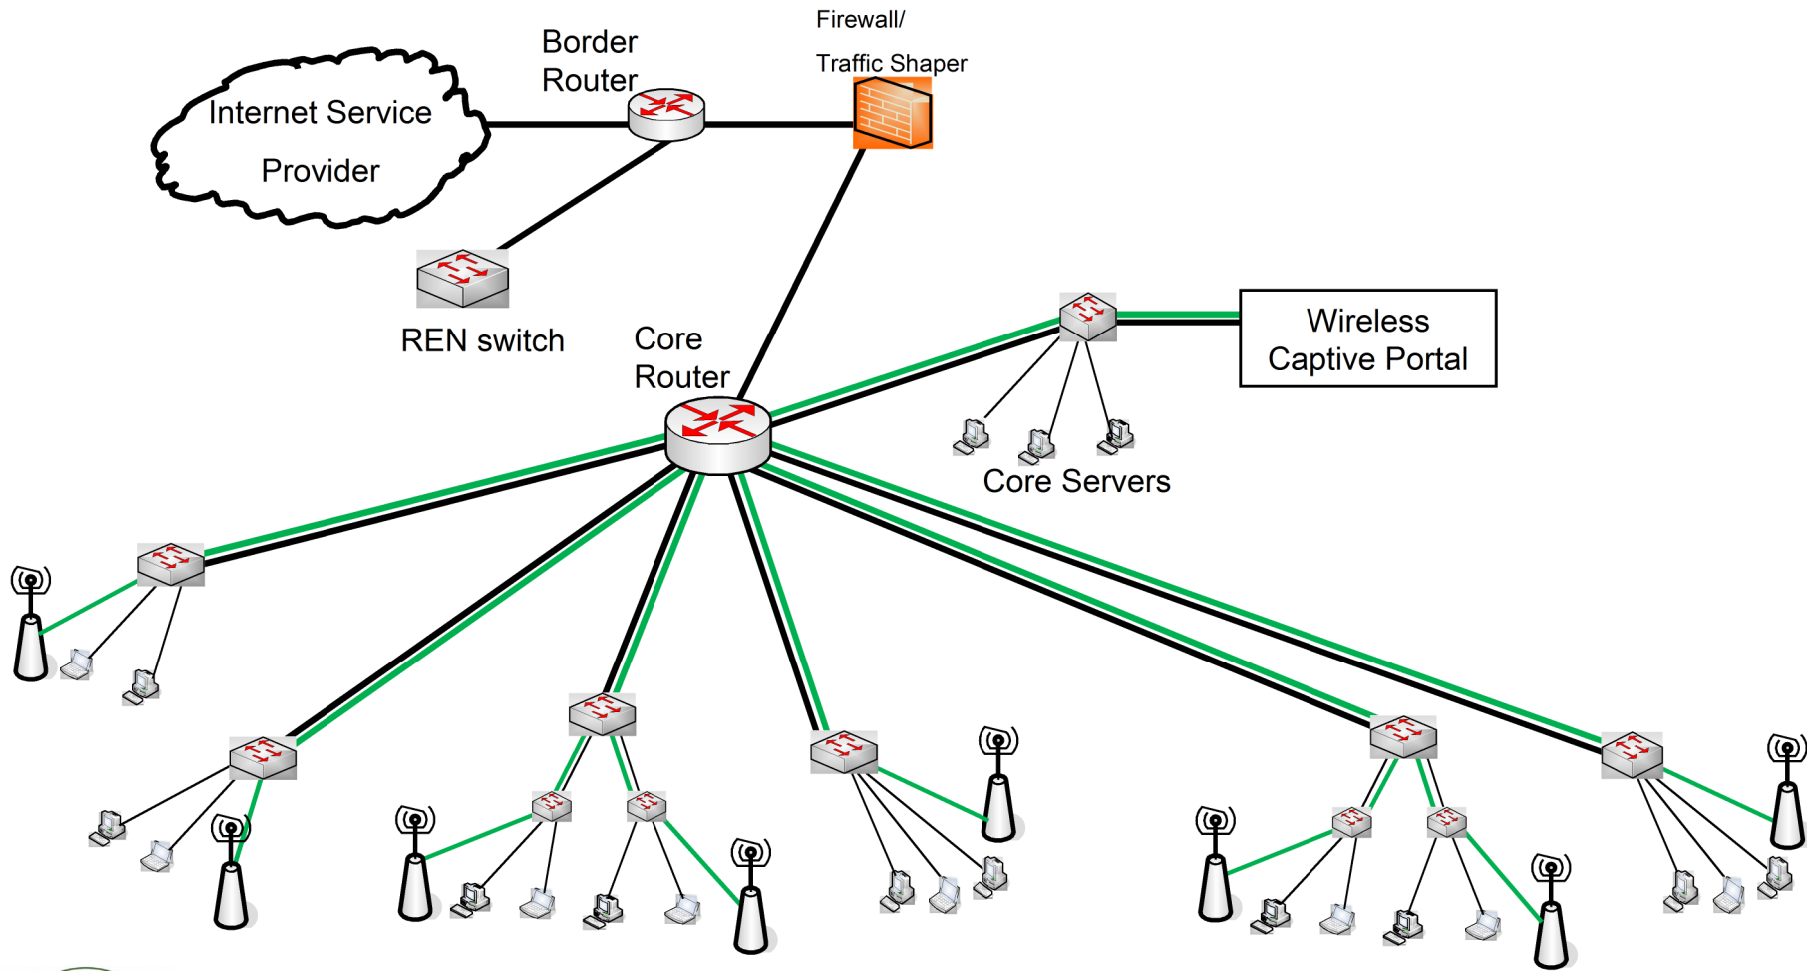 Firewall/
Traffic Shaper
Border
Router
Internet Service
Provider
REN switch
Core
Router
Wireless
Captive Portal
Core Servers